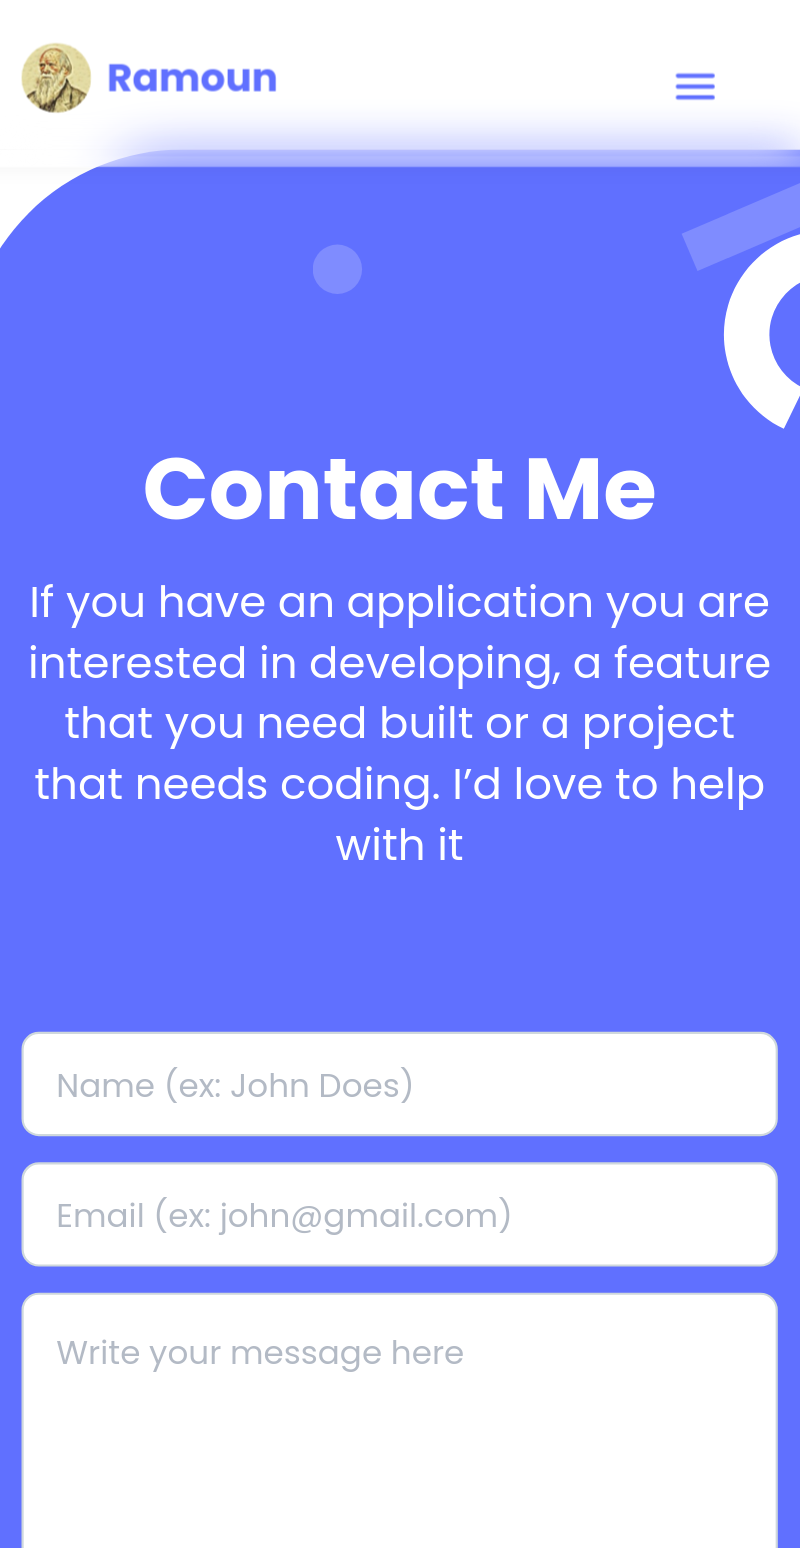 Ramoun
Contact Me
If you have an application you are
interested in developing, a feature
that you need built or a project
that needs coding. I’d love to help
with it
Name (ex: John Does)
Email (ex: john@gmail.com)
Write your message here